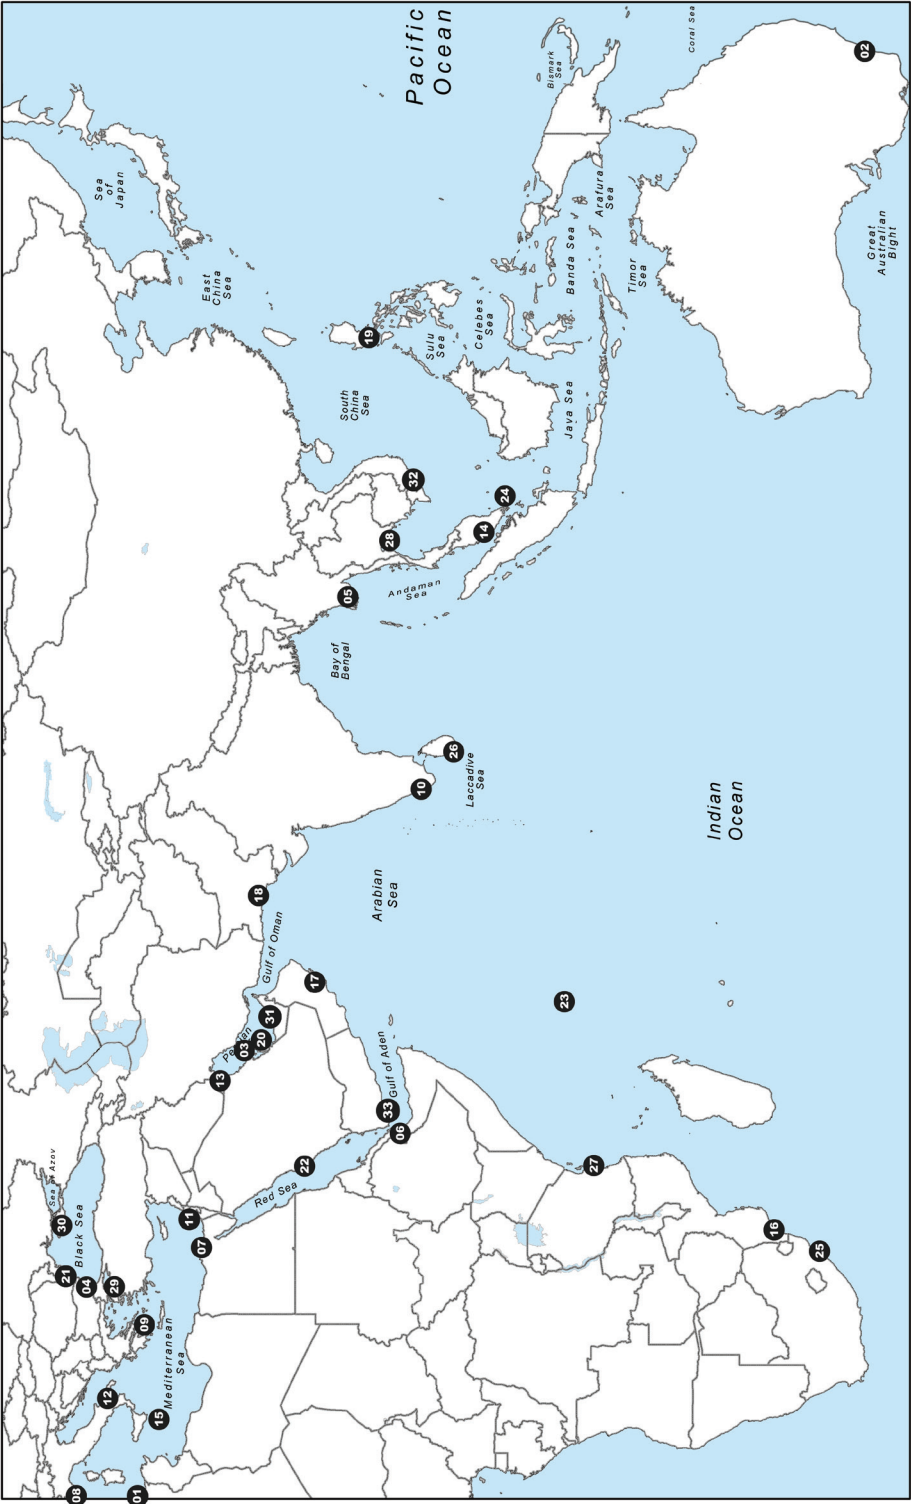 Sea of Azov
30
21
08
Black Sea
04
Sea
of
Japan
12
29
01
09
15
Mediterranean
Sea
11
07
East
China
Sea
13
03
18
20
31
Gulf of Oman
Red Sea
22
17
Bay of
Bengal
South
China
Sea
05
19
Arabian
Sea
33
28
Gulf of Aden
06
Pacific
Ocean
Andaman
Sea
32
10
Sulu
Sea
26
Laccadive
Sea
Celebes
Sea
14
24
Bismark
Sea
23
Java Sea
Banda Sea
27
Arafura
Sea
Timor
Sea
Coral Sea
Indian
Ocean
16
25
02
Great
Australian
Bight